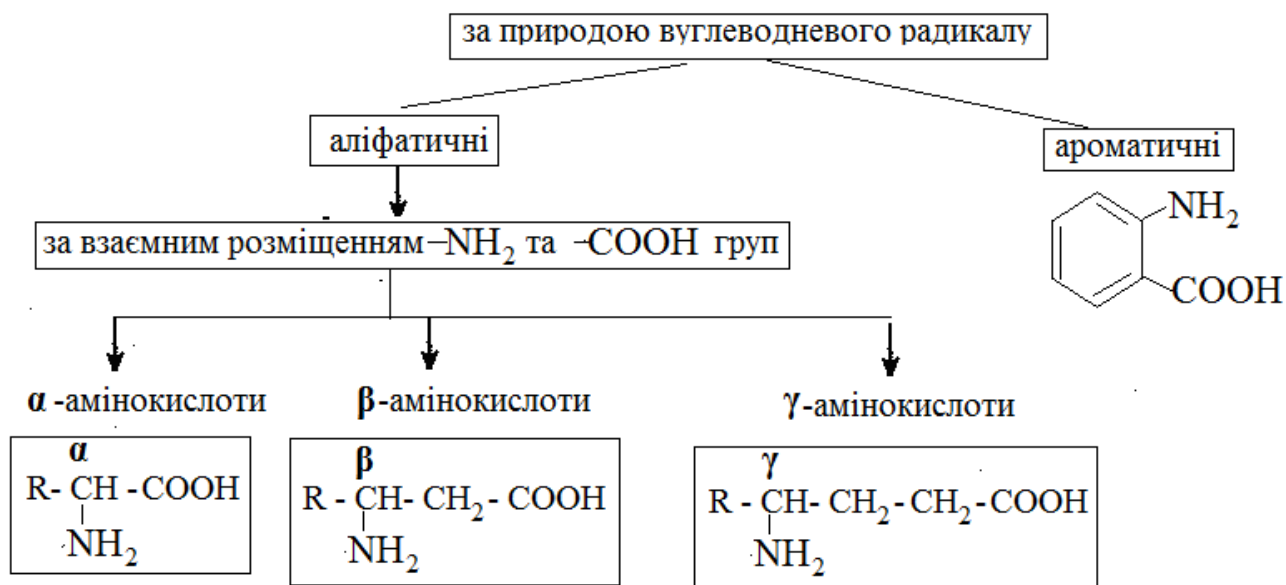 за природою вуглеводневого радикалу
аліфатичні
ароматичні
за взаємним розміщенням –NH₂ та –COOH груп
NH₂
COOH
α-амінокислоти
β-амінокислоти
γ-амінокислоти
α
R- CH -COOH
NH₂
β
R - CH- CH₂- COOH
NH₂
γ
R - CH- CH₂-CH₂-COOH
NH₂